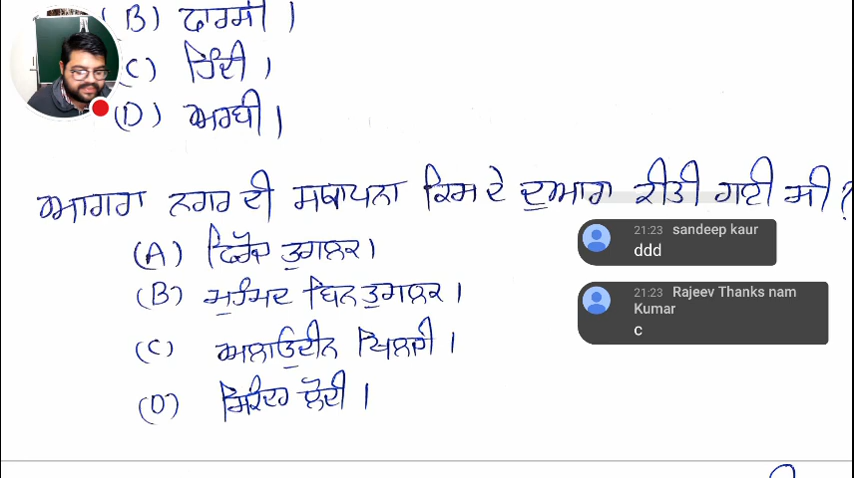 (B) ਫਾਰਸੀ ।
(C) ਹਿੰਦੀ ।
(D) ਅਰਬੀ ।
ਆਗਰਾ ਨਗਰ ਦੀ ਸਥਾਪਨਾ ਕਿਸ ਦੇ ਦੁਆਰਾ ਕੀਤੀ ਗਈ ਸੀ ?
(A) ਫਿਰੋਜ ਤੁਗਲਕ ।
(B) ਮੁਹੰਮਦ ਬਿਨ ਤੁਗਲਕ ।
(C) ਅਲਾਉਦੀਨ ਖਿਲਜੀ ।
(D) ਸਿਕੰਦਰ ਲੋਦੀ ।
21:23 sandeep kaur
ddd
21:23 Rajeev Thanks nam
Kumar
c